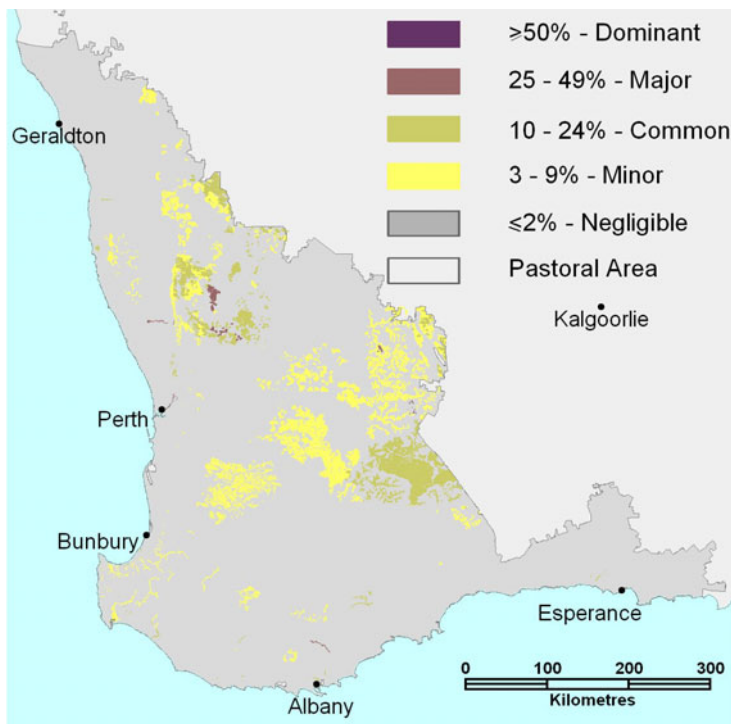 ⩾50% - Dominant
25 - 49% - Major
10 - 24% - Common
3 - 9% - Minor
⩽2% - Negligible
Pastoral Area
Geraldton
Kalgoorlie
Perth
Bunbury
Esperance
Albany
0 100 200 300
Kilometres